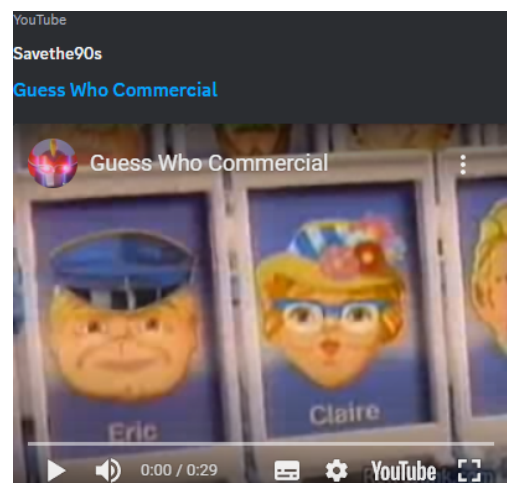 YouTube
Savethe90s
Guess Who Commercial
Guess Who Commercial
Eric
Claire
0:00 / 0:29
YouTube